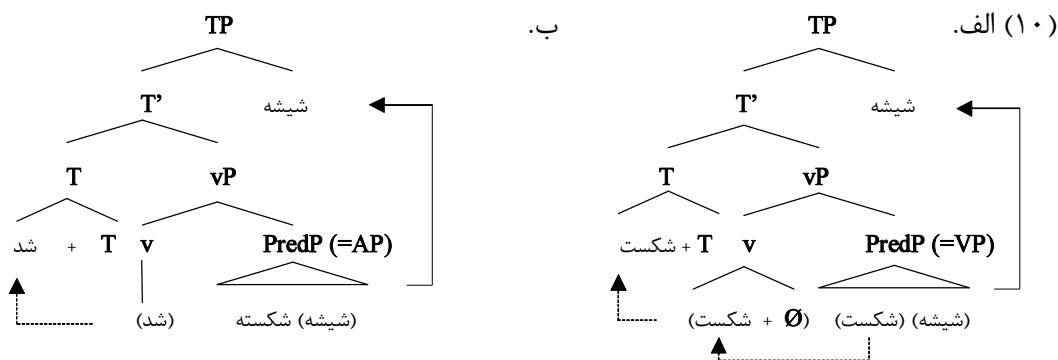 (۱۰) الف. TP
شیشه T’
vP T
PredP (=VP) v T + شکست
(شیشه) (شکست) (Ø + شکست)
ب. TP
شیشه T’
vP T
PredP (=AP) v T + شد
(شیشه) شکسته (شد)